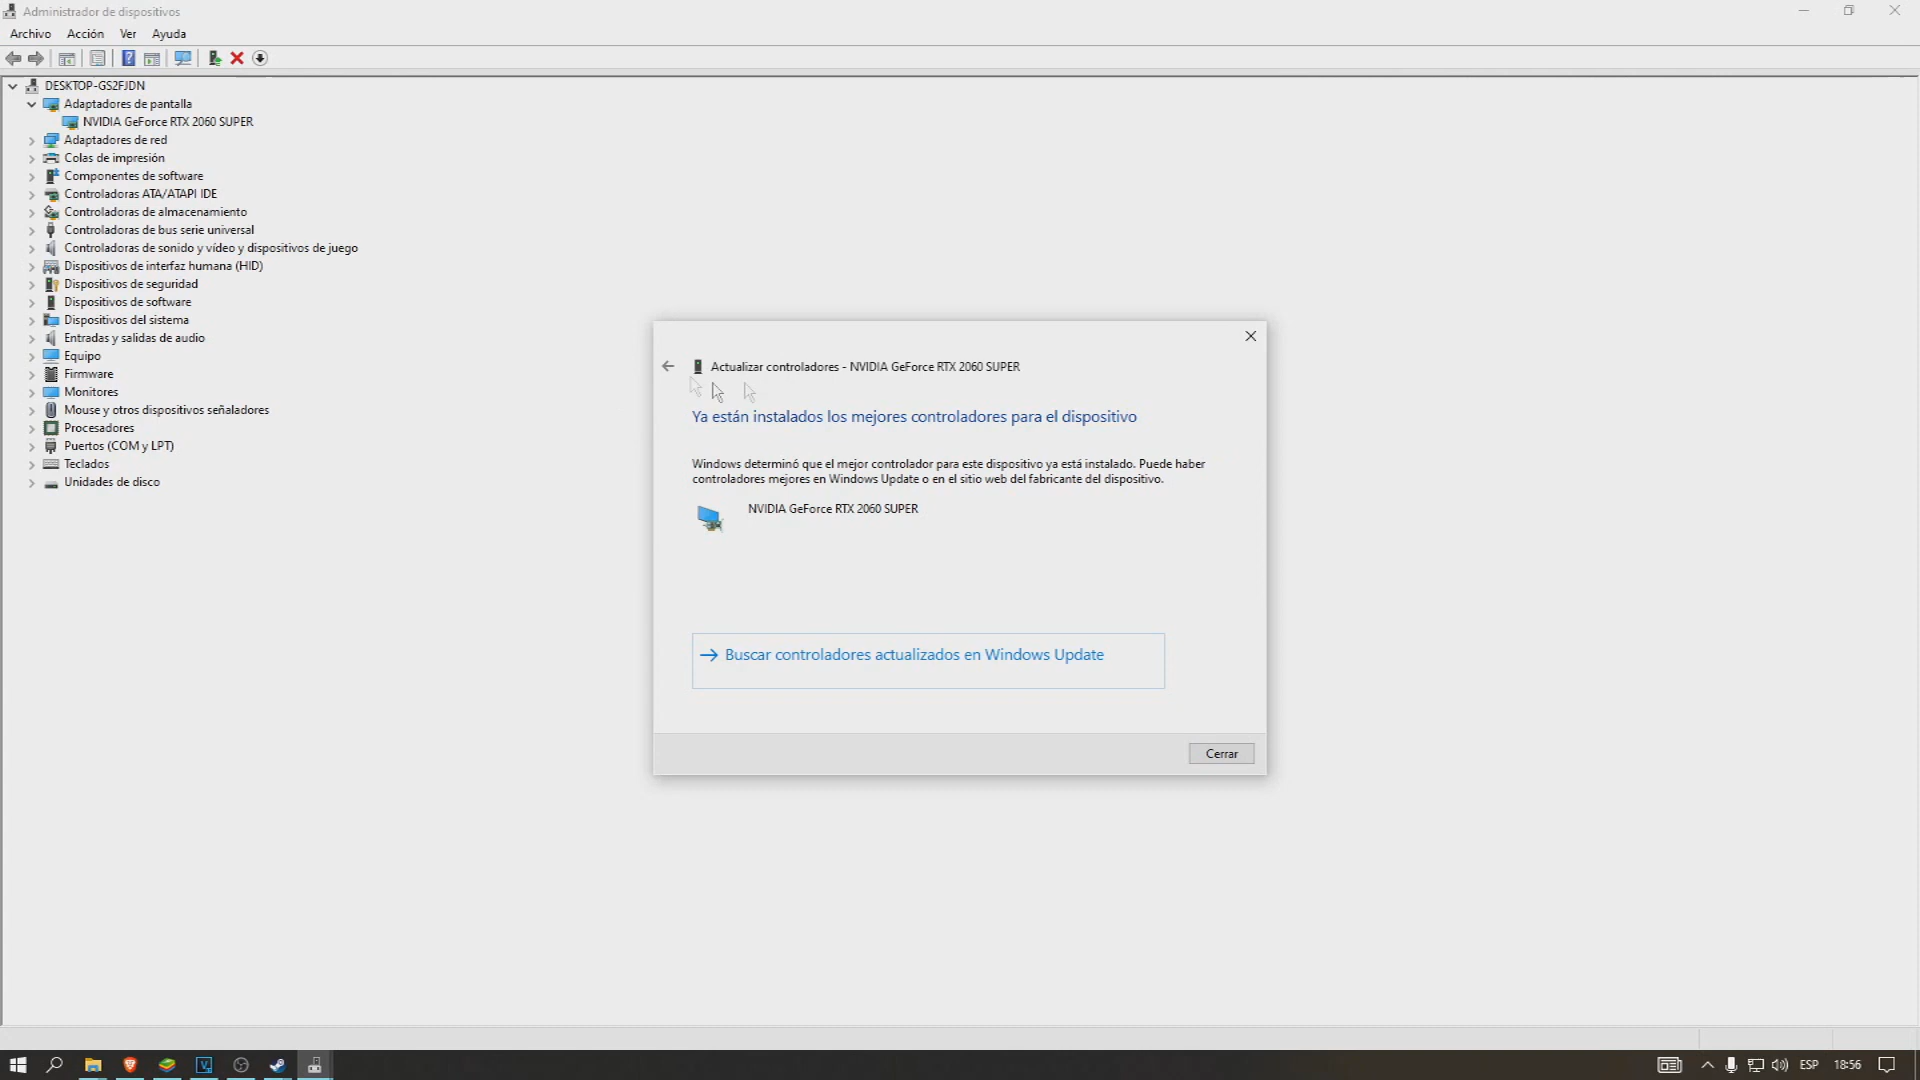 Administrador de dispositivos
Archivo Acción Ver Ayuda
DESKTOP-GS2FJDN
Adaptadores de pantalla
NVIDIA GeForce RTX 2060 SUPER
Adaptadores de red
Colas de impresión
Componentes de software
Controladoras ATA/ATAPI IDE
Controladoras de almacenamiento
Controladoras de bus serie universal
Controladoras de sonido y vídeo y dispositivos de juego
Dispositivos de interfaz humana (HID)
Dispositivos de seguridad
Dispositivos de software
Dispositivos del sistema
Entradas y salidas de audio
Equipo
Firmware
Monitores
Mouse y otros dispositivos señaladores
Procesadores
Puertos (COM y LPT)
Teclados
Unidades de disco
Actualizar controladores - NVIDIA GeForce RTX 2060 SUPER
Ya están instalados los mejores controladores para el dispositivo
Windows determinó que el mejor controlador para este dispositivo ya está instalado. Puede haber
controladores mejores en Windows Update o en el sitio web del fabricante del dispositivo.
NVIDIA GeForce RTX 2060 SUPER
Buscar controladores actualizados en Windows Update
Cerrar
ESP 18:56